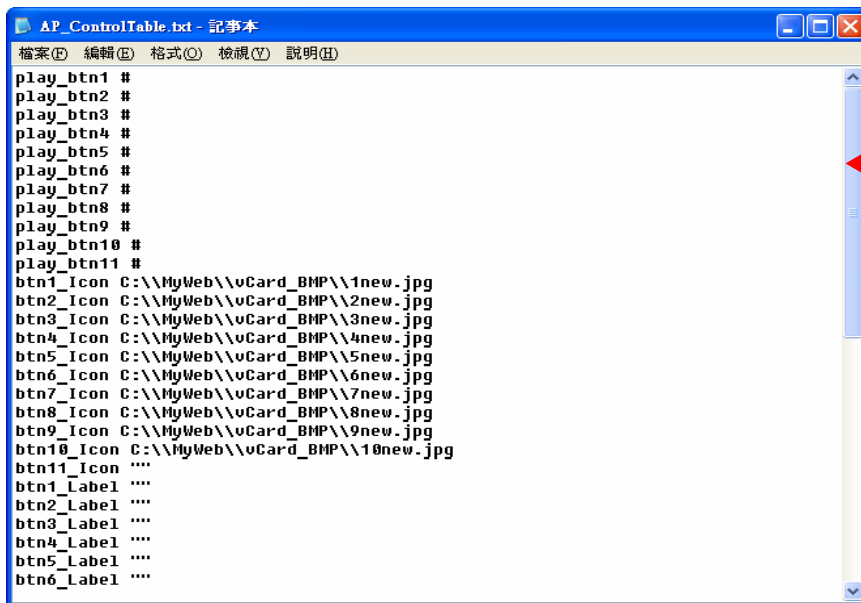 AP_ControlTable.txt - 記事本
檔案(F) 編輯(E) 格式(O) 檢視(V) 說明(H)
play_btn1 #
play_btn2 #
play_btn3 #
play_btn4 #
play_btn5 #
play_btn6 #
play_btn7 #
play_btn8 #
play_btn9 #
play_btn10 #
play_btn11 #
btn1_Icon C:\\MyWeb\\vCard_BMP\\1new.jpg
btn2_Icon C:\\MyWeb\\vCard_BMP\\2new.jpg
btn3_Icon C:\\MyWeb\\vCard_BMP\\3new.jpg
btn4_Icon C:\\MyWeb\\vCard_BMP\\4new.jpg
btn5_Icon C:\\MyWeb\\vCard_BMP\\5new.jpg
btn6_Icon C:\\MyWeb\\vCard_BMP\\6new.jpg
btn7_Icon C:\\MyWeb\\vCard_BMP\\7new.jpg
btn8_Icon C:\\MyWeb\\vCard_BMP\\8new.jpg
btn9_Icon C:\\MyWeb\\vCard_BMP\\9new.jpg
btn10_Icon C:\\MyWeb\\vCard_BMP\\10new.jpg
btn11_Icon ""
btn1_Label ""
btn2_Label ""
btn3_Label ""
btn4_Label ""
btn5_Label ""
btn6_Label ""